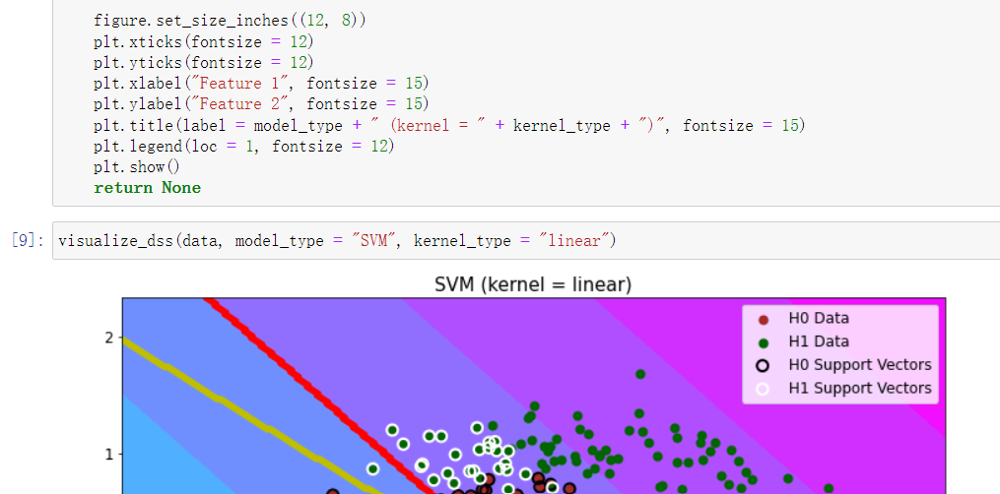 figure.set_size_inches((12, 8))
plt.xticks(fontsize = 12)
plt.yticks(fontsize = 12)
plt.xlabel("Feature 1", fontsize = 15)
plt.ylabel("Feature 2", fontsize = 15)
plt.title(label = model_type + " (kernel = " + kernel_type + ")", fontsize = 15)
plt.legend(loc = 1, fontsize = 12)
plt.show()
return None
[9]: visualize_dss(data, model_type = "SVM", kernel_type = "linear")
SVM (kernel = linear)
H0 Data
H1 Data
H0 Support Vectors
H1 Support Vectors
2
1